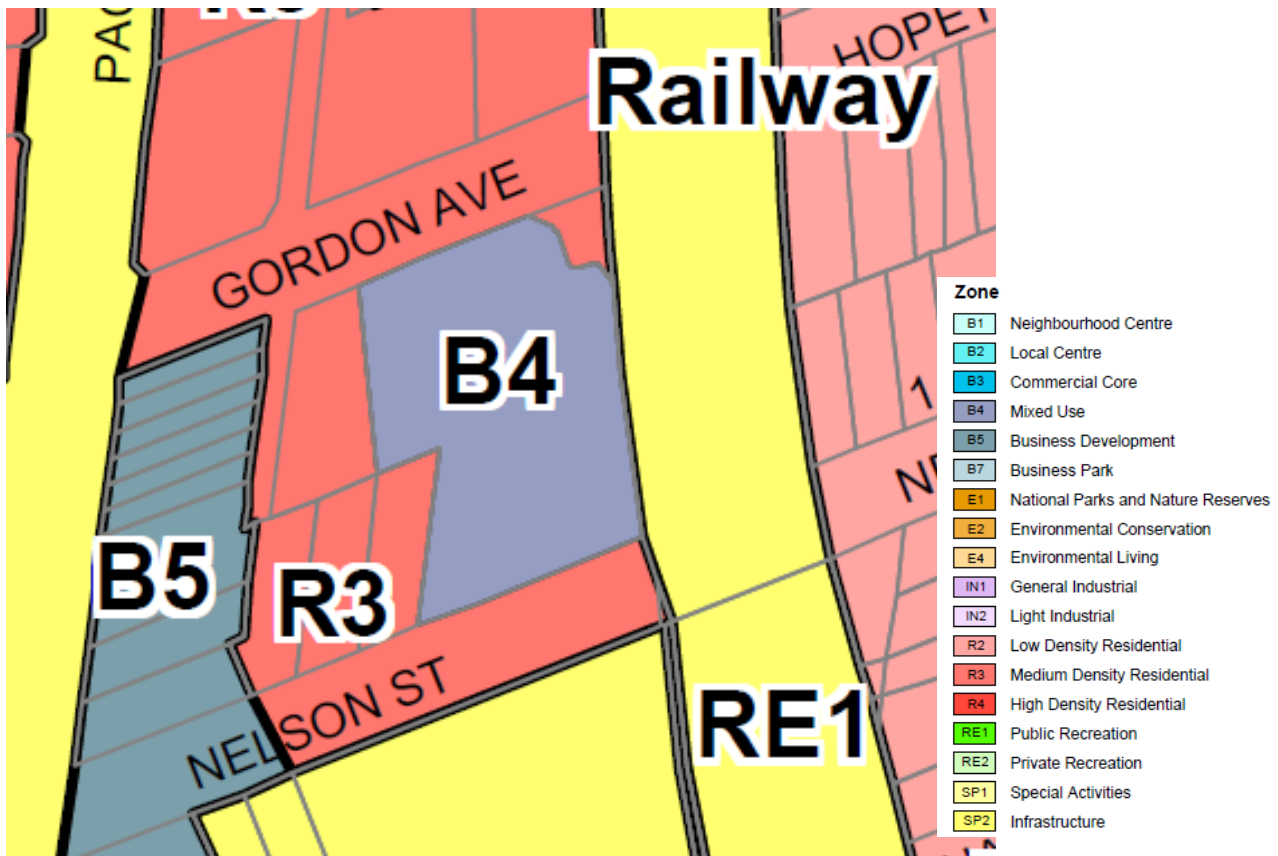 PAC
Railway
HOPET
GORDON AVE
B4
1
B5
R3
NELSON ST
RE1
Zone
B1 Neighbourhood Centre
B2 Local Centre
B3 Commercial Core
B4 Mixed Use
B5 Business Development
B7 Business Park
E1 National Parks and Nature Reserves
E2 Environmental Conservation
E4 Environmental Living
IN1 General Industrial
IN2 Light Industrial
R2 Low Density Residential
R3 Medium Density Residential
R4 High Density Residential
RE1 Public Recreation
RE2 Private Recreation
SP1 Special Activities
SP2 Infrastructure